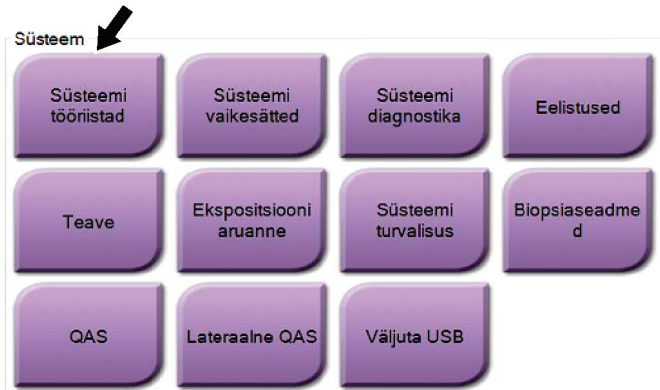 Süsteem
Süsteemi
tööriistad
Süsteemi
vaikesätted
Süsteemi
diagnostika
Eelistused
Teave
Ekspositsiooni
aruanne
Süsteemi
turvalisus
Biopsiaseadme
d
QAS
Lateraalne QAS
Väljuta USB